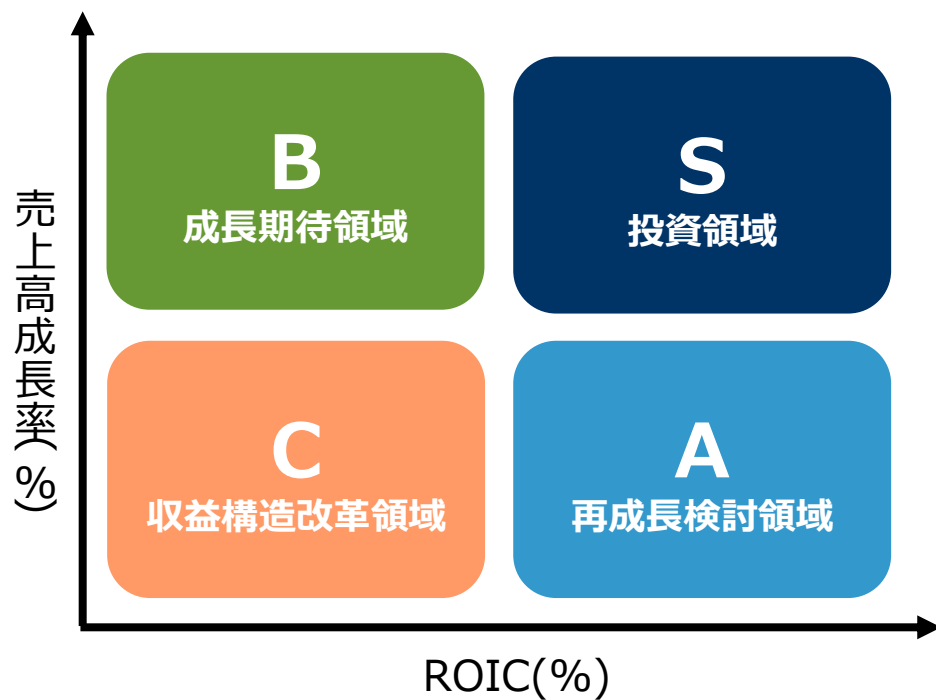 売上高成長率(%)
B
成長期待領域
S
投資領域
C
収益構造改革領域
A
再成長検討領域
ROIC(%)